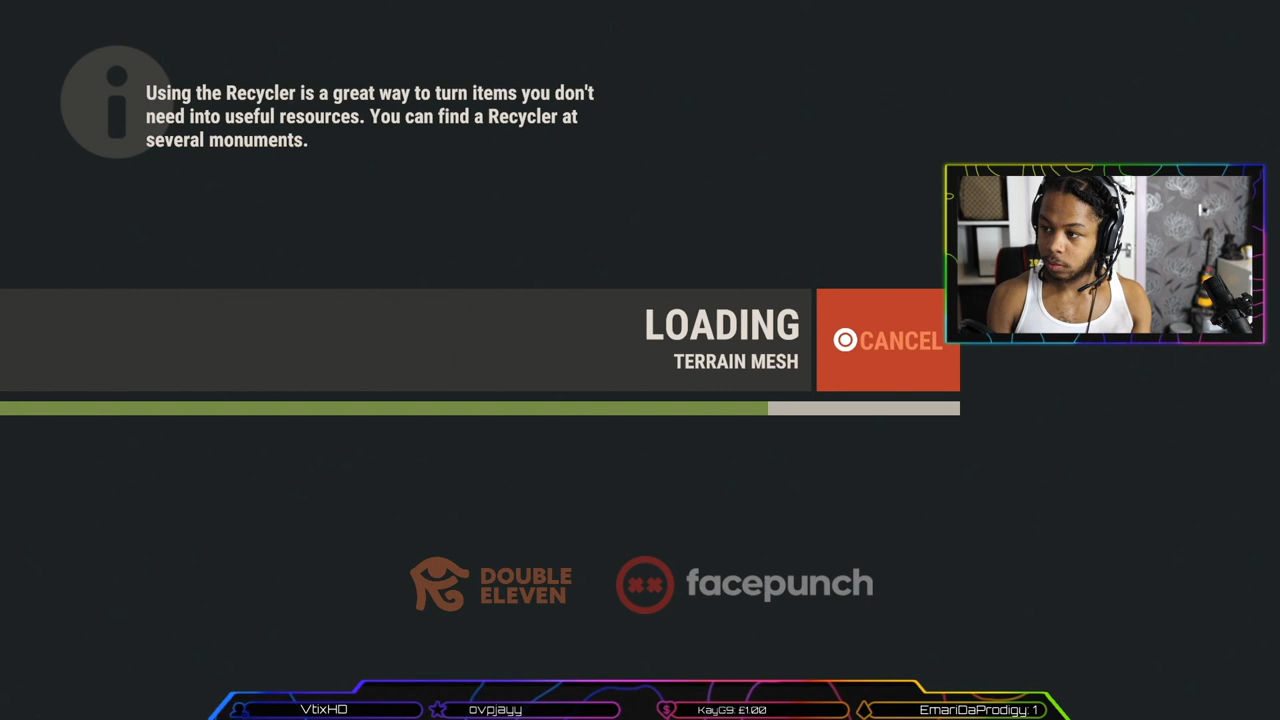 Using the Recycler is a great way to turn items you don't
need into useful resources. You can find a Recycler at
several monuments.
LOADING
TERRAIN MESH
CANCEL
DOUBLE
ELEVEN
facepunch
VtixHD
ovpjayy
KayG9: £1.00
EmariDaProdigy: 1